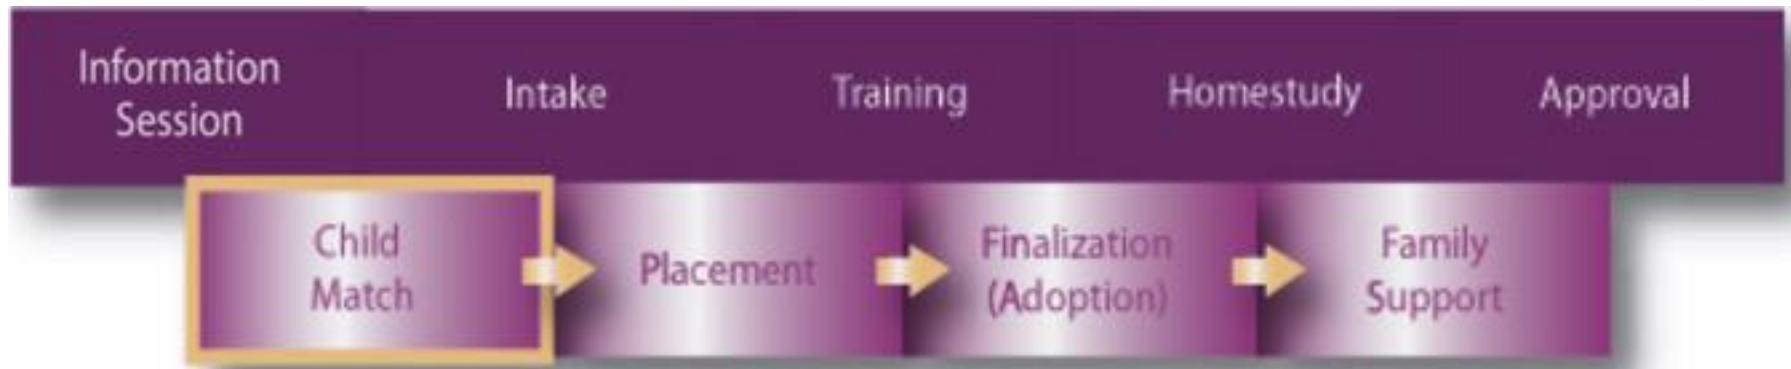 Information
Session
Intake
Training
Homestudy
Approval
Child
Match
Placement
Finalization
(Adoption)
Family
Support